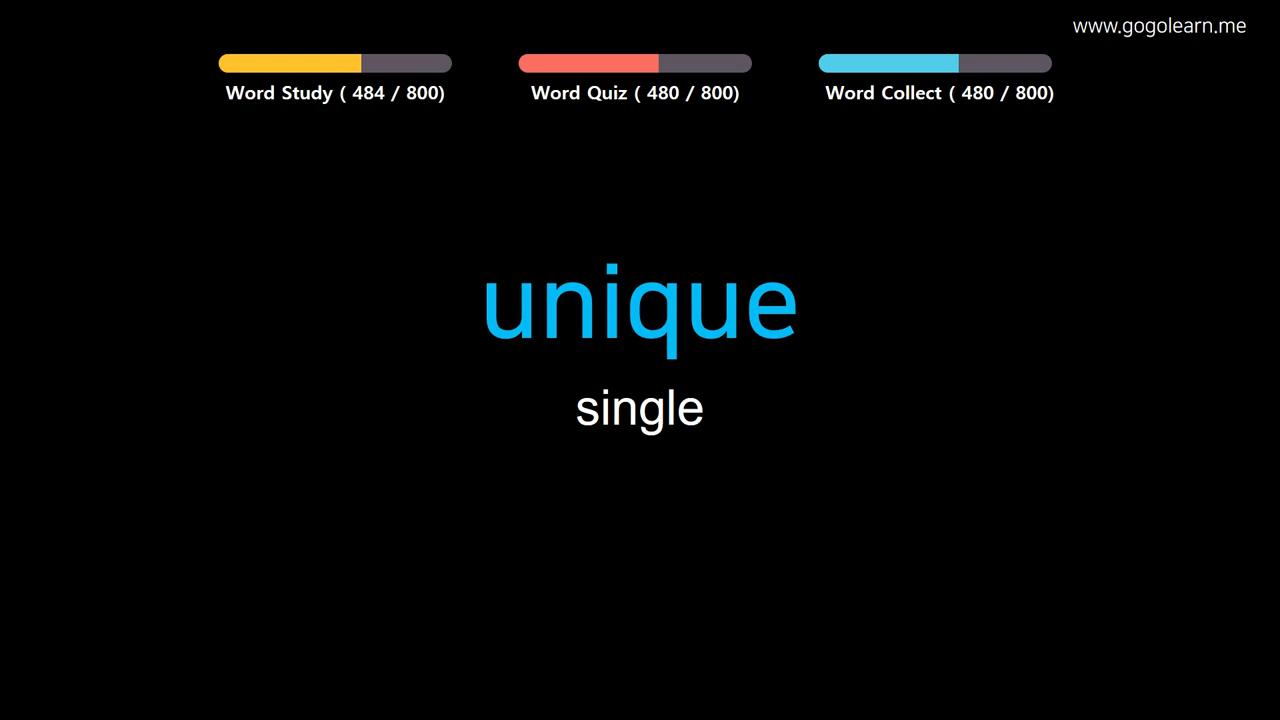 www.gogolearn.me
Word Study ( 484 / 800)
Word Quiz ( 480 / 800)
Word Collect ( 480 / 800)
unique
single